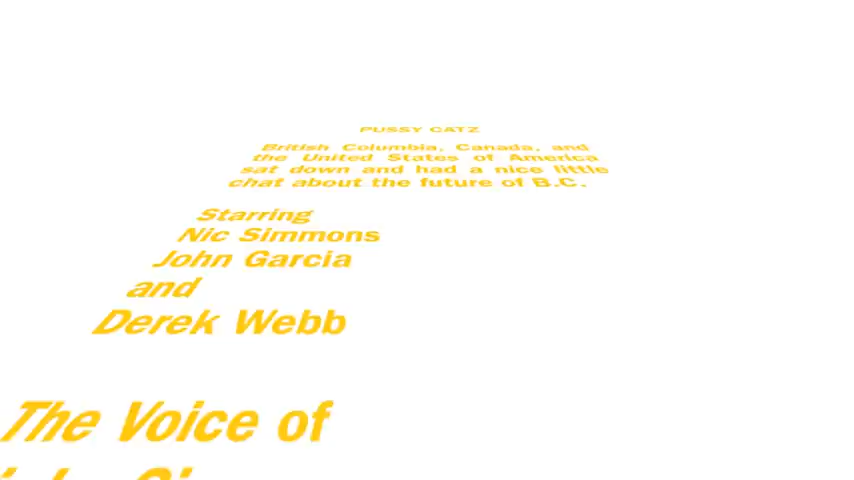 PUSSY CATZ
British Columbia, Canada, and
the United States of America
sat down and had a nice little
chat about the future of B.C.
Starring
Nic Simmons
John Garcia
and
Derek Webb
The Voice of